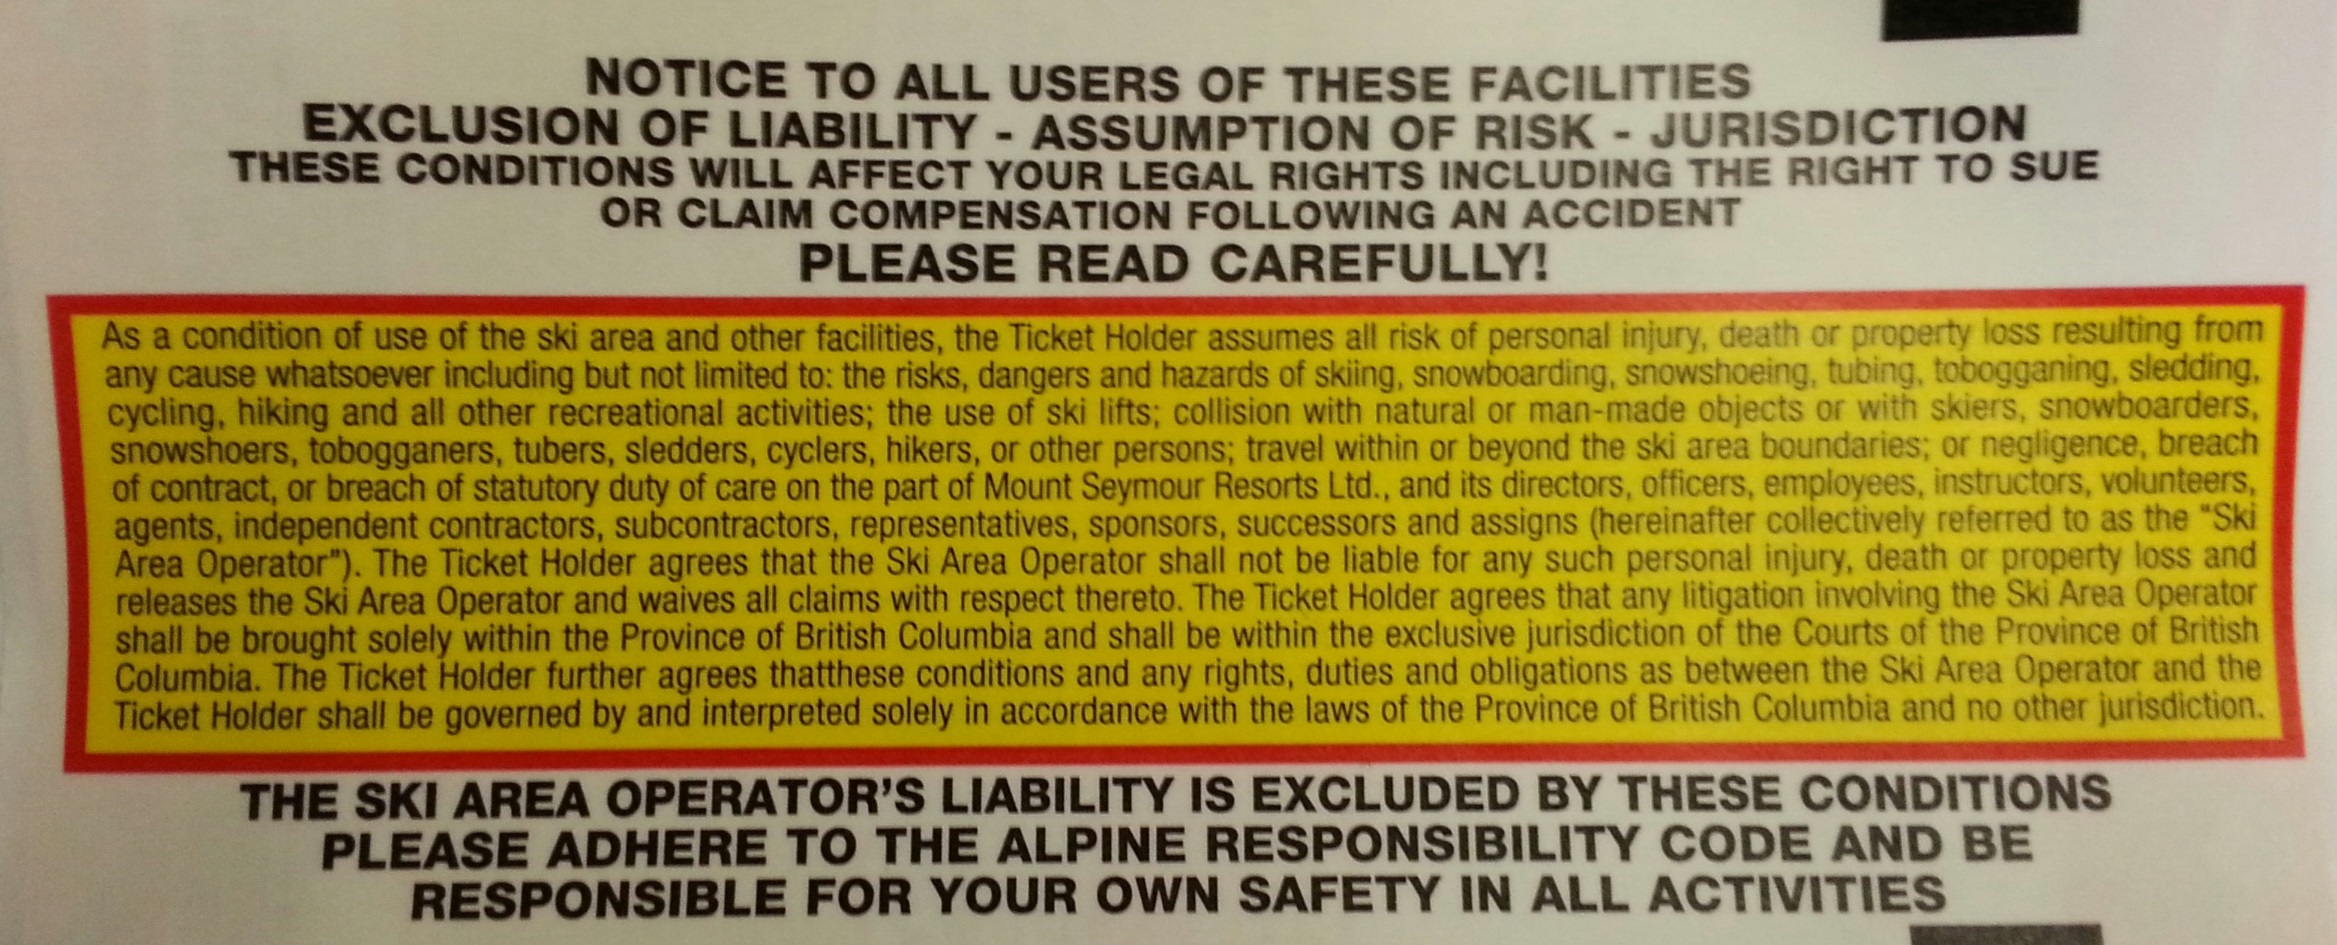 NOTICE TO ALL USERS OF THESE FACILITIES
EXCLUSION OF LIABILITY - ASSUMPTION OF RISK - JURISDICTION
THESE CONDITIONS WILL AFFECT YOUR LEGAL RIGHTS INCLUDING THE RIGHT TO SUE
OR CLAIM COMPENSATION FOLLOWING AN ACCIDENT
PLEASE READ CAREFULLY!
As a condition of use of the ski area and other facilities, the Ticket Holder assumes all risk of personal injury, death or property loss resulting from
any cause whatsoever including but not limited to: the risks, dangers and hazards of skiing, snowboarding, snowshoeing, tubing, tobogganing, sledding,
cycling, hiking and all other recreational activities; the use of ski lifts; collision with natural or man-made objects or with skiers, snowboarders,
snowshoers, tobogganers, tubers, sledders, cyclers, hikers, or other persons; travel within or beyond the ski area boundaries; or negligence, breach
of contract, or breach of statutory duty of care on the part of Mount Seymour Resorts Ltd., and its directors, officers, employees, instructors, volunteers,
agents, independent contractors, subcontractors, representatives, sponsors, successors and assigns (hereinafter collectively referred to as the "Ski
Area Operator"). The Ticket Holder agrees that the Ski Area Operator shall not be liable for any such personal injury, death or property loss and
releases the Ski Area Operator and waives all claims with respect thereto. The Ticket Holder agrees that any litigation involving the Ski Area Operator
shall be brought solely within the Province of British Columbia and shall be within the exclusive jurisdiction of the Courts of the Province of British
Columbia. The Ticket Holder further agrees thatthese conditions and any rights, duties and obligations as between the Ski Area Operator and the
Ticket Holder shall be governed by and interpreted solely in accordance with the laws of the Province of British Columbia and no other jurisdiction.
THE SKI AREA OPERATOR'S LIABILITY IS EXCLUDED BY THESE CONDITIONS
PLEASE ADHERE TO THE ALPINE RESPONSIBILITY CODE AND BE
RESPONSIBLE FOR YOUR OWN SAFETY IN ALL ACTIVITIES